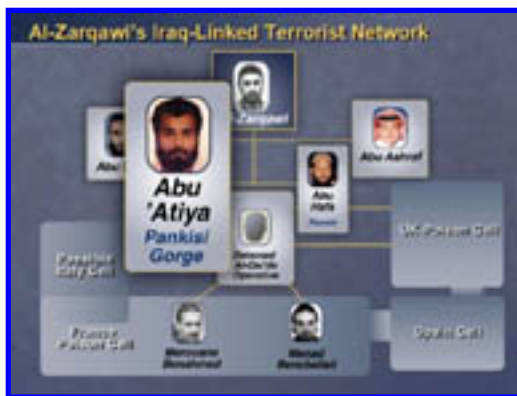 Al-Zarqawi's Iraq-Linked Terrorist Network
Zarqawi
Abu
Abu
'Atiya
Pankisi
Gorge
Abu Ashraf
Abu
Hafs
Detained
Al-Qa'ida
Operative
UK Poison Cell
Possible
Italy Cell
France
Poison Cell
Spain Cell
Menad
Benchellali